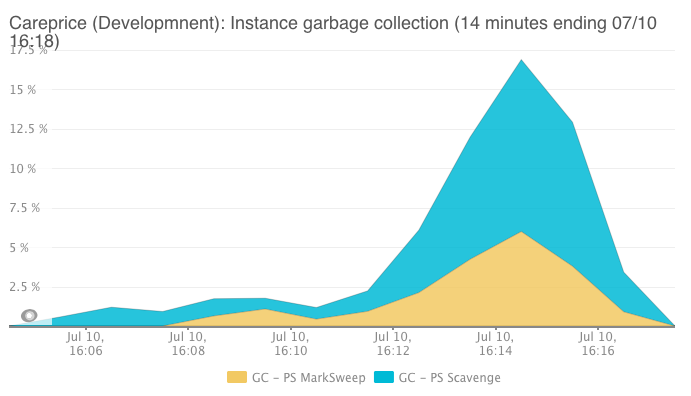 Careprice (Developmnent): Instance garbage collection (14 minutes ending 07/10
16:18)
17.5 %
15 %
12.5 %
10 %
7.5 %
5 %
2.5 %
Jul 10, Jul 10, Jul 10, Jul 10, Jul 10, Jul 10,
16:06 16:08 16:10 16:12 16:14 16:16
GC – PS MarkSweep GC – PS Scavenge